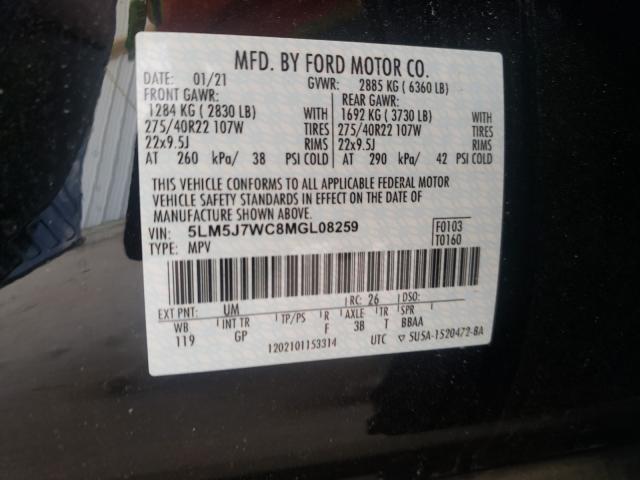 MFD. BY FORD MOTOR CO.
DATE: 01/21 GVWR: 2885 KG ( 6360 LB)
FRONT GAWR: REAR GAWR:
1284 KG ( 2830 LB) 1692 KG ( 3730 LB)
275/40R22 107W TIRES 275/40R22 107W TIRES
22x9.5J RIMS 22x9.5J RIMS
AT 260 kPa/ 38 PSI COLD AT 290 kPa/ 42 PSI COLD
THIS VEHICLE CONFORMS TO ALL APPLICABLE FEDERAL MOTOR
VEHICLE SAFETY STANDARDS IN EFFECT ON THE DATE OF
MANUFACTURE SHOWN ABOVE.
VIN: 5LM5J7WC8MGL08259 F0103
TYPE: MPV T0160
EXT PNT: UM RC: 26 DSO:
WB INT TR TP/PS R AXLE TR SPR
119 GP F 3B T BBAA
1202101153314 UTC ▽ 5U5A-1520472-BA